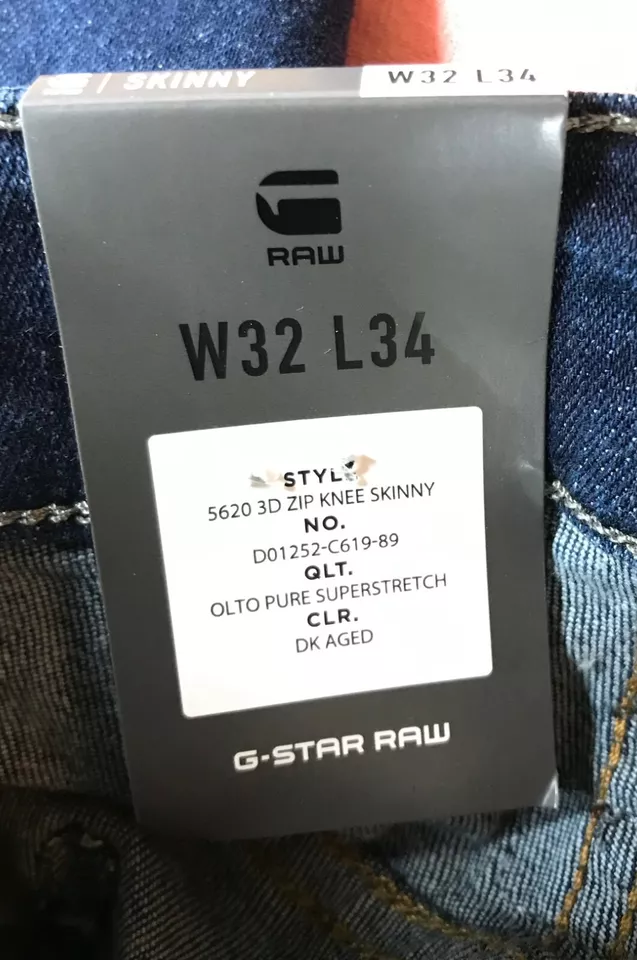 SKINNY W32 L34
RAW
W32 L34
STYLE
5620 3D ZIP KNEE SKINNY
NO.
D01252-C619-89
QLT.
OLTO PURE SUPERSTRETCH
CLR.
DK AGED
G-STAR RAW